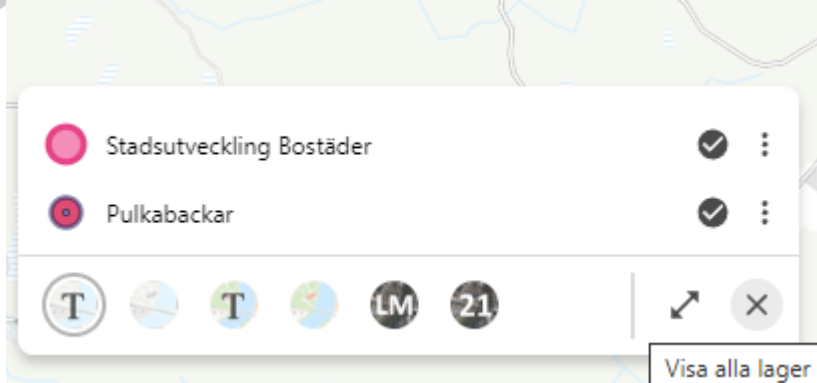 Stadsutveckling Bostäder
Pulkabackar
T T LM 21
Visa alla lager